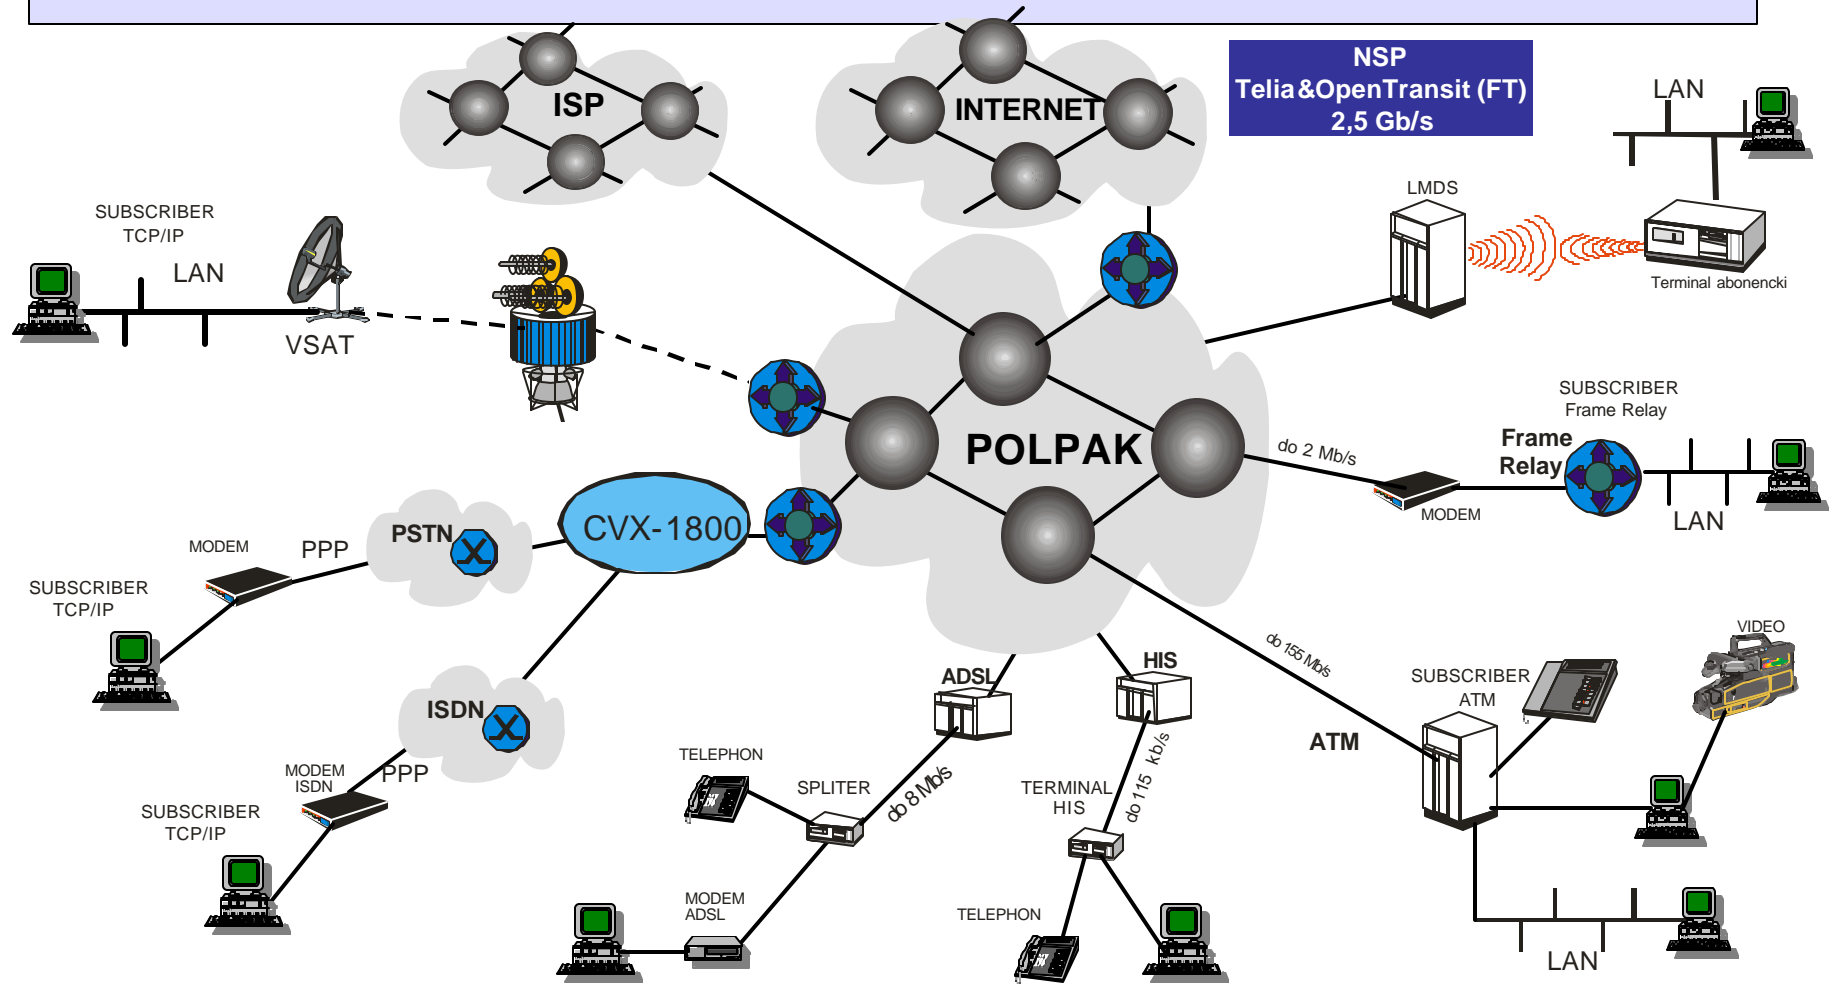 NSP
Telia&OpenTransit (FT)
2,5 Gb/s
ISP
INTERNET
LAN
LMDS
Terminal abonencki
SUBSCRIBER
TCP/IP
LAN
VSAT
SUBSCRIBER
Frame Relay
Frame
Relay
do 2 Mb/s
MODEM
LAN
POLPAK
CVX-1800
PSTN
PPP
MODEM
SUBSCRIBER
TCP/IP
ISDN
PPP
MODEM
ISDN
SUBSCRIBER
TCP/IP
ADSL
do 8 Mb/s
TELEPHON
SPLITER
MODEM
ADSL
HIS
do 115 kb/s
TERMINAL
HIS
TELEPHON
do 155 Mb/s
ATM
SUBSCRIBER
ATM
VIDEO
LAN